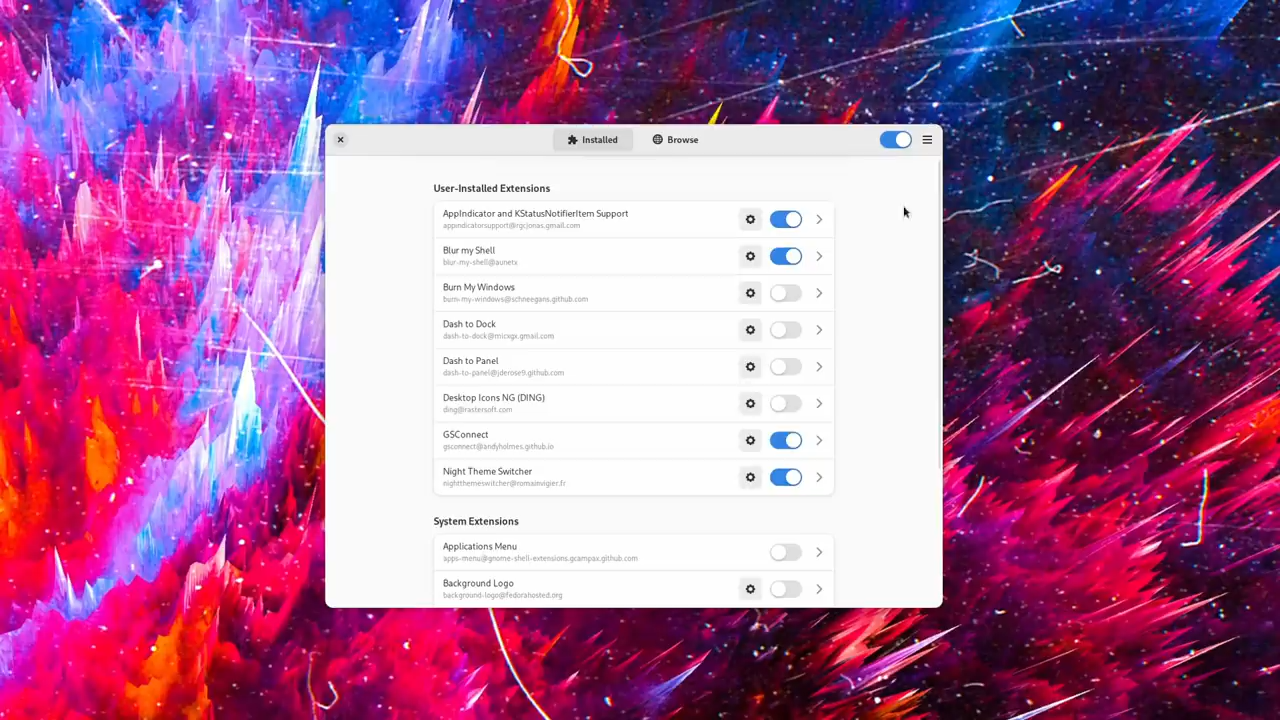 Installed
Browse
User-Installed Extensions
AppIndicator and KStatusNotifierItem Support
appindicatorsupport@rgcjonas.gmail.com
Blur my Shell
blur-my-shell@aunetx
Burn My Windows
burn-my-windows@schneegans.github.com
Dash to Dock
dash-to-dock@micxgx.gmail.com
Dash to Panel
dash-to-panel@jderose9.github.com
Desktop Icons NG (DING)
ding@rastersoft.com
GSConnect
gsconnect@andyholmes.github.io
Night Theme Switcher
nightthemeswitcher@romainvigier.fr
System Extensions
Applications Menu
apps-menu@gnome-shell-extensions.gcampax.github.com
Background Logo
background-logo@fedorahosted.org